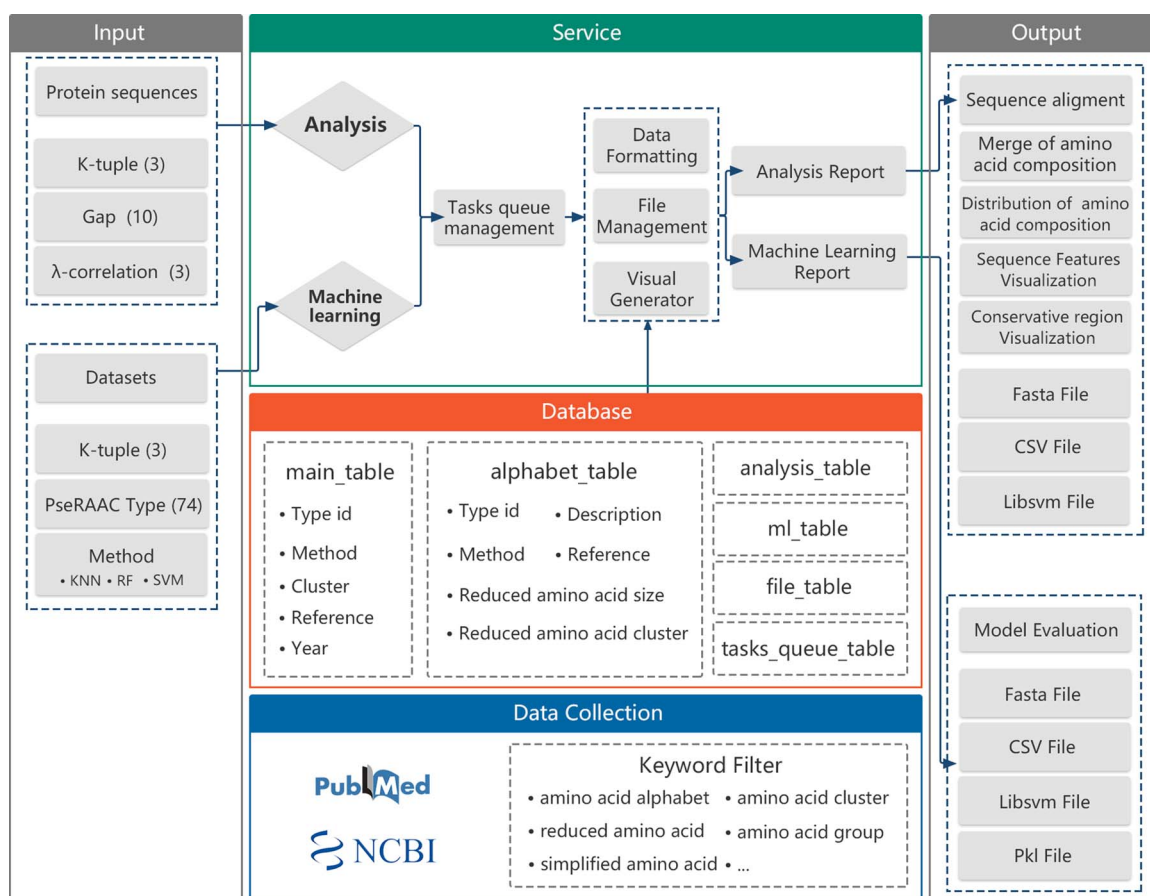 Input
Protein sequences
K-tuple (3)
Gap (10)
λ-correlation (3)
Datasets
K-tuple (3)
PseRAAC Type (74)
Method
• KNN • RF • SVM
Service
Analysis
Machine
learning
Tasks queue
management
Data
Formatting
File
Management
Visual
Generator
Analysis Report
Machine Learning
Report
Database
main_table
• Type id
• Method
• Cluster
• Reference
• Year
alphabet_table
• Type id • Description
• Method • Reference
• Reduced amino acid size
• Reduced amino acid cluster
analysis_table
ml_table
file_table
tasks_queue_table
Data Collection
PubMed
NCBI
Keyword Filter
• amino acid alphabet • amino acid cluster
• reduced amino acid • amino acid group
• simplified amino acid • ...
Output
Sequence aligment
Merge of amino
acid composition
Distribution of amino
acid composition
Sequence Features
Visualization
Conservative region
Visualization
Fasta File
CSV File
Libsvm File
Model Evaluation
Fasta File
CSV File
Libsvm File
Pkl File